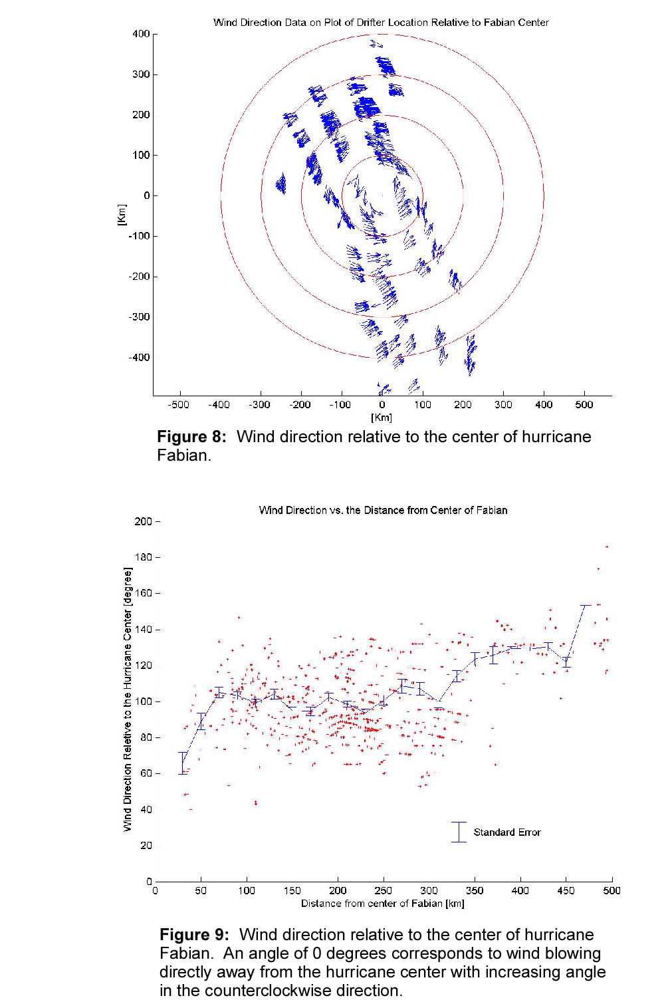 Wind Direction Data on Plot of Drifter Location Relative to Fabian Center
400
300
200
100
0
-100
-200
-300
-400
[Km]
-500 -400 -300 -200 -100 0 100 200 300 400 500
[Km]
Figure 8: Wind direction relative to the center of hurricane
Fabian.
Wind Direction vs. the Distance from Center of Fabian
200
180
160
140
120
100
80
60
40
20
0
Wind Direction Reletive to the Hurricane Center [degree]
Standard Error
0 50 100 150 200 250 300 350 400 450 500
Distance from center of Fabian [km]
Figure 9: Wind direction relative to the center of hurricane
Fabian. An angle of 0 degrees corresponds to wind blowing
directly away from the hurricane center with increasing angle
in the counterclockwise direction.